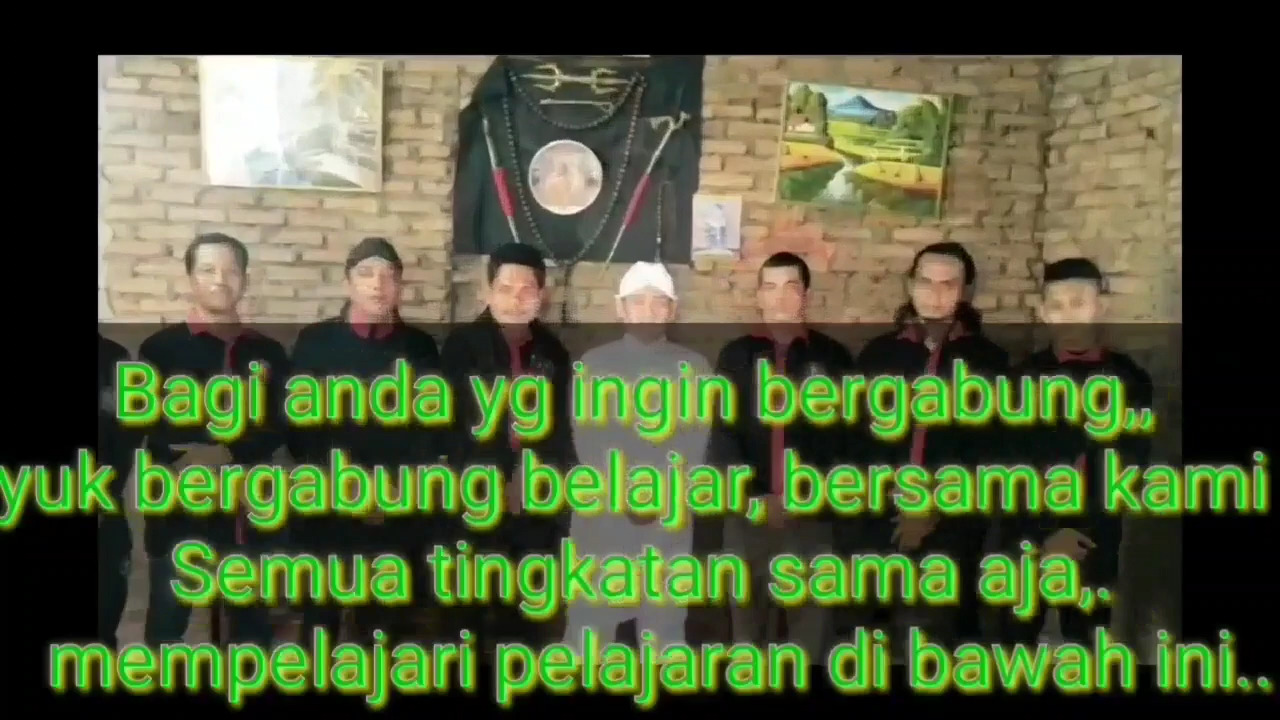 Bagi anda yg ingin bergabung,,
yuk bergabung belajar, bersama kami
Semua tingkatan sama aja,.
mempelajari pelajaran di bawah ini..